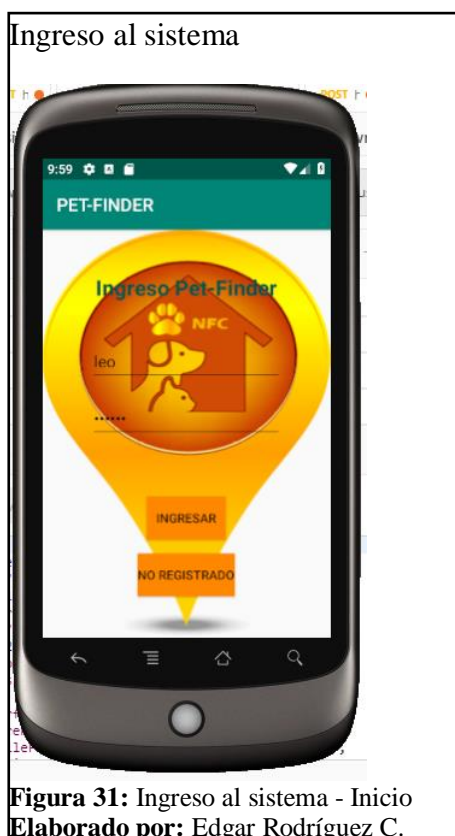 Ingreso al sistema
POST
9:59
PET-FINDER
Ingreso Pet-Finder
NFC
leo
••••••
INGRESAR
NO REGISTRADO
Figura 31: Ingreso al sistema - Inicio
Elaborado por: Edgar Rodríguez C.